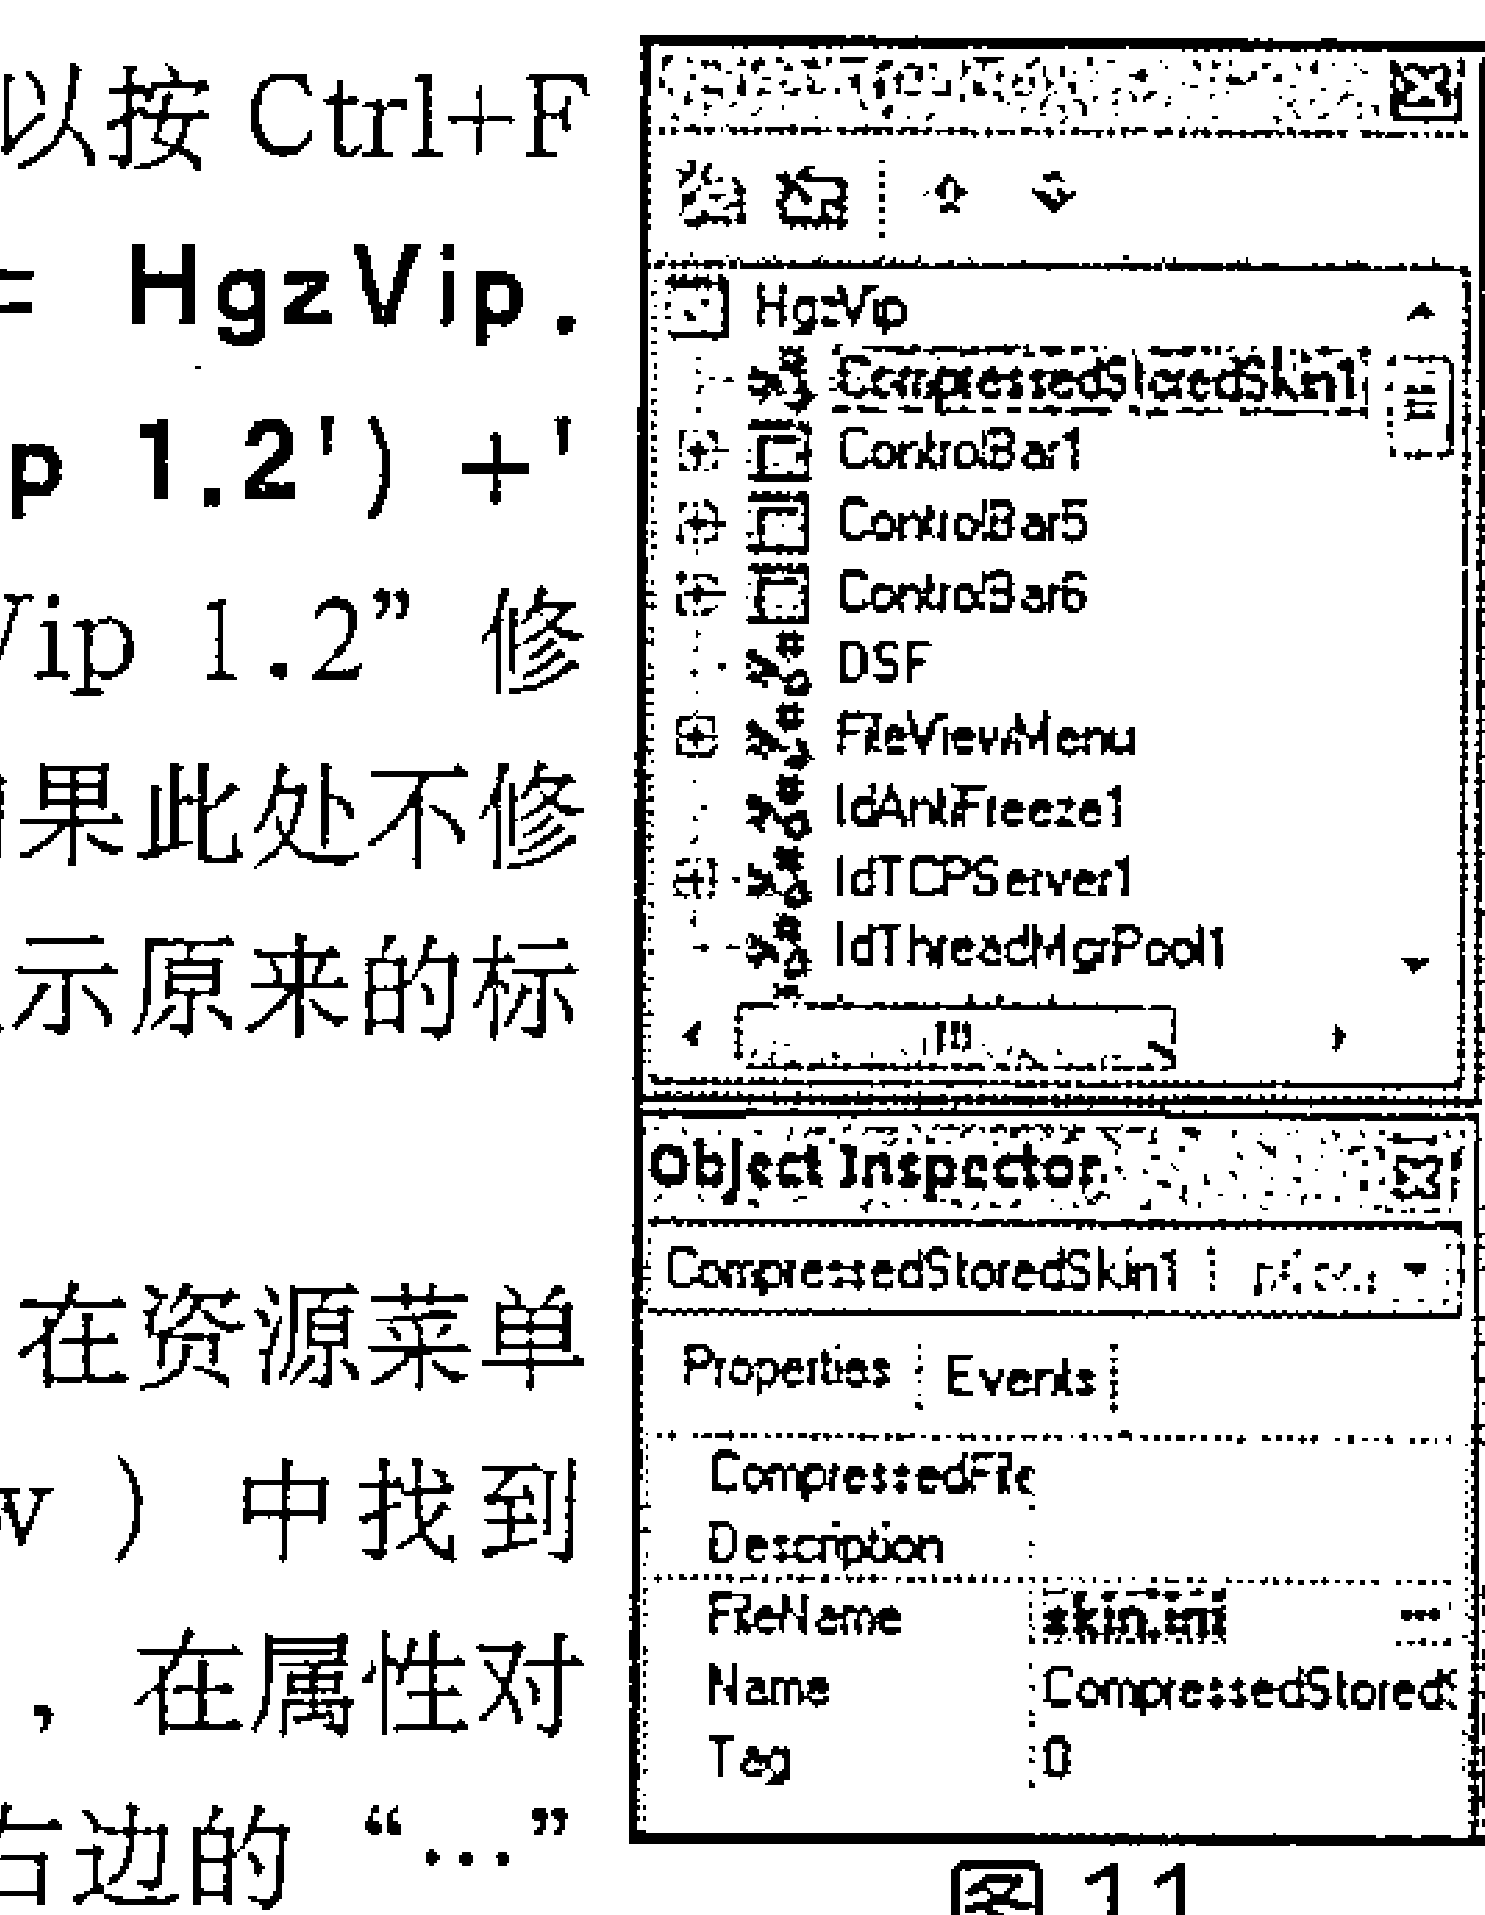 以按 Ctrl+F
= HgzVip.
p 1.2') +'
Vip 1.2” 修
果此处不修
示原来的标
在资源菜单
w ) 中找到
，在属性对
右边的 “…”
HgzVip
CompressedStoredSkin1
ControlBar1
ControlBar5
ControlBar6
DSF
FileViewMenu
IdAntiFreeze1
IdTCPServer1
IdThreadMgrPool1
Object Inspector
CompressedStoredSkin1
Properties Events
CompressedFile
Description
FileName skin.ini ...
Name CompressedStoredS
Tag 0
图 11